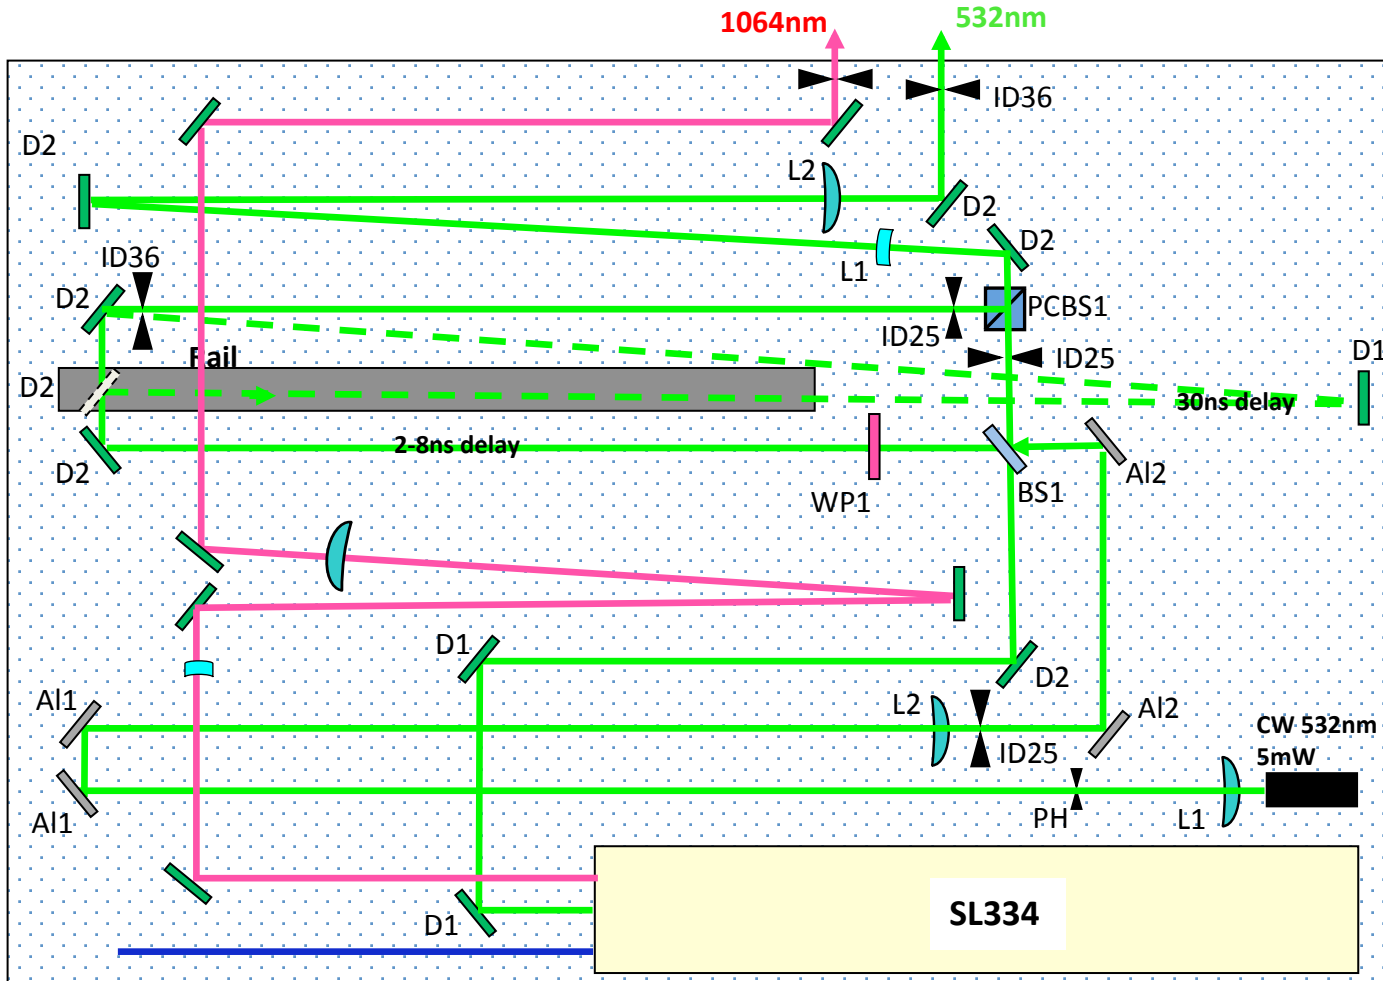 1064nm
532nm
ID36
D2
L2
D2
D2
L1
ID36
D2
PCBS1
ID25
ID25
Rail
D1
D2
30ns delay
2-8ns delay
D2
Al2
BS1
WP1
D1
D2
Al1
L2
Al2
CW 532nm
5mW
ID25
Al1
PH
L1
D1
SL334